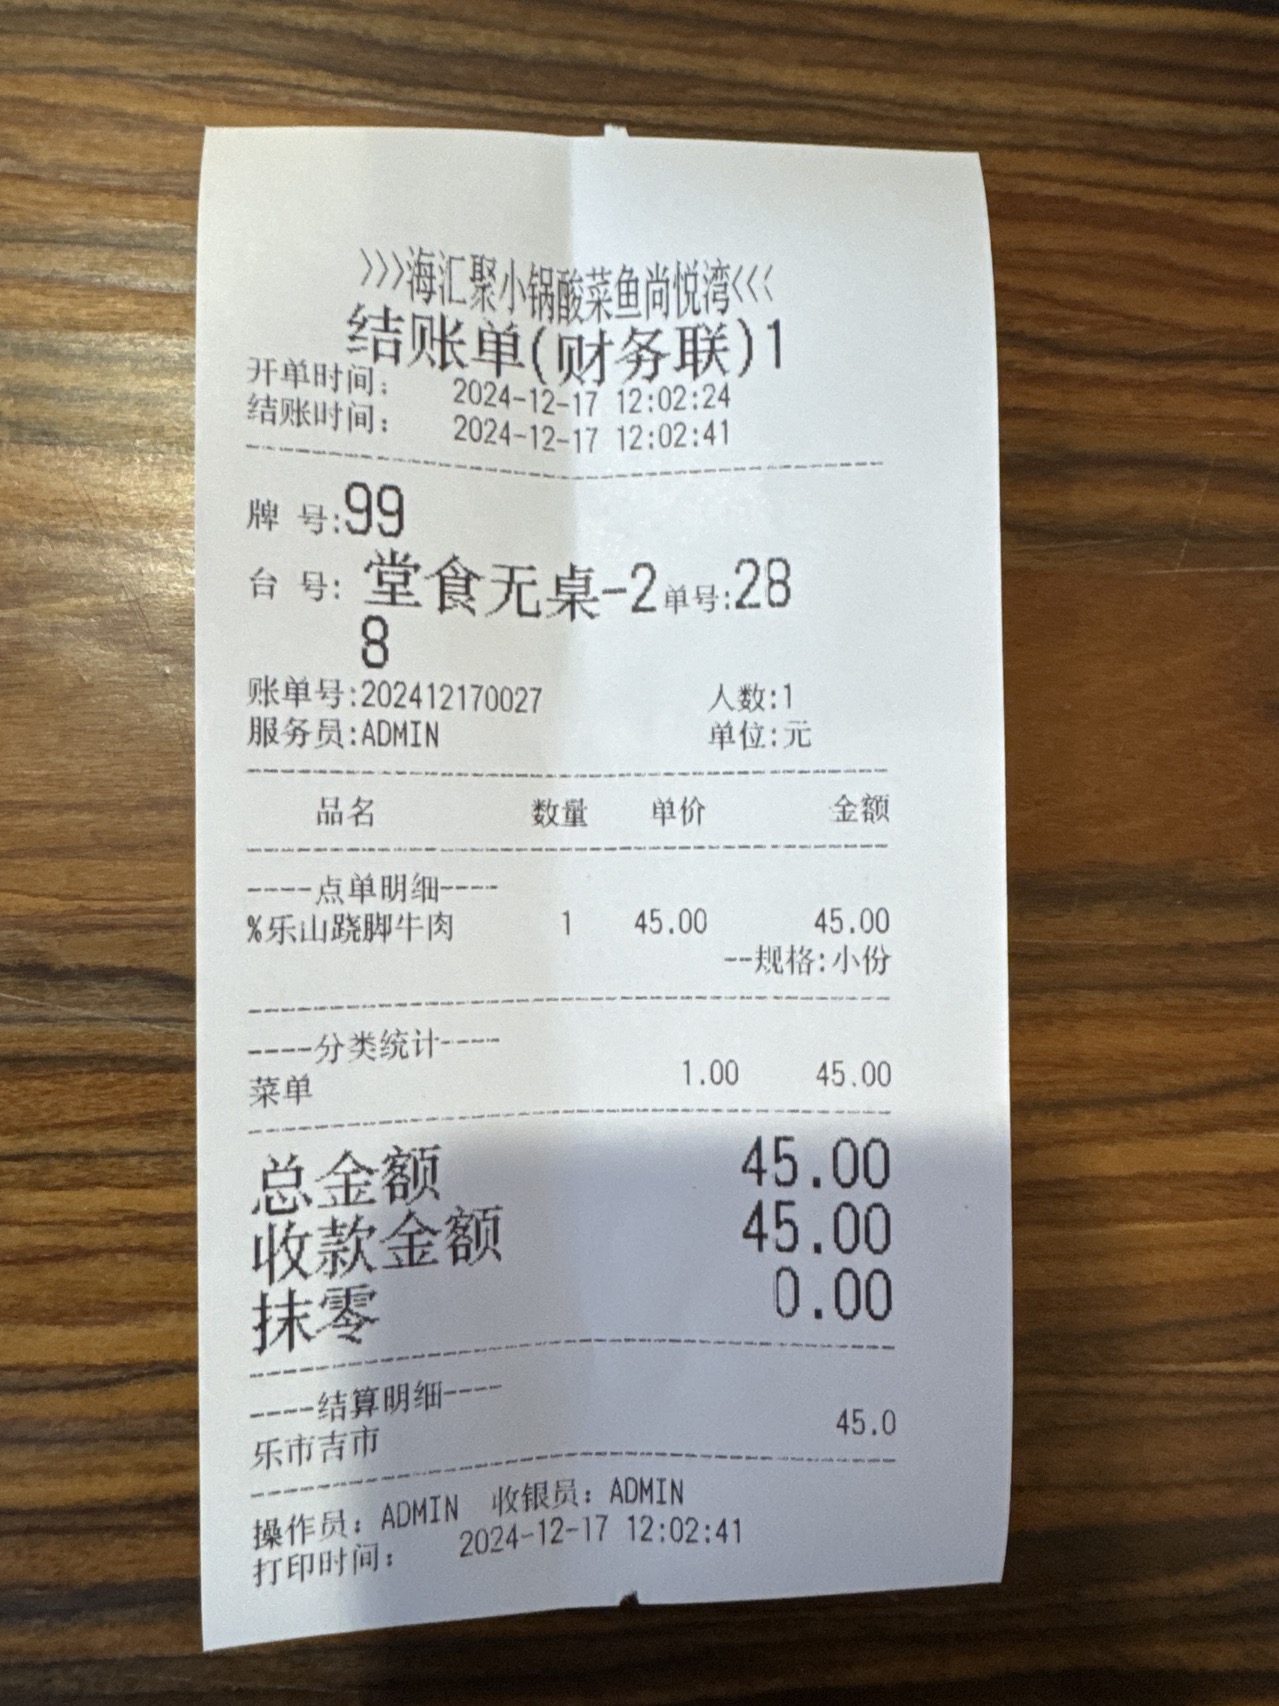 >>>海汇聚小锅酸菜鱼尚悦湾<<<
结账单(财务联)1
开单时间: 2024-12-17 12:02:24
结账时间: 2024-12-17 12:02:41
牌 号:99
台 号: 堂食无桌-2 单号:28
8
账单号:202412170027 人数:1
服务员:ADMIN 单位:元
品名 数量 单价 金额
----点单明细----
%乐山跷脚牛肉 1 45.00 45.00
--规格:小份
----分类统计----
菜单 1.00 45.00
总金额 45.00
收款金额 45.00
抹零 0.00
----结算明细----
乐市吉市 45.0
操作员: ADMIN 收银员: ADMIN
打印时间: 2024-12-17 12:02:41